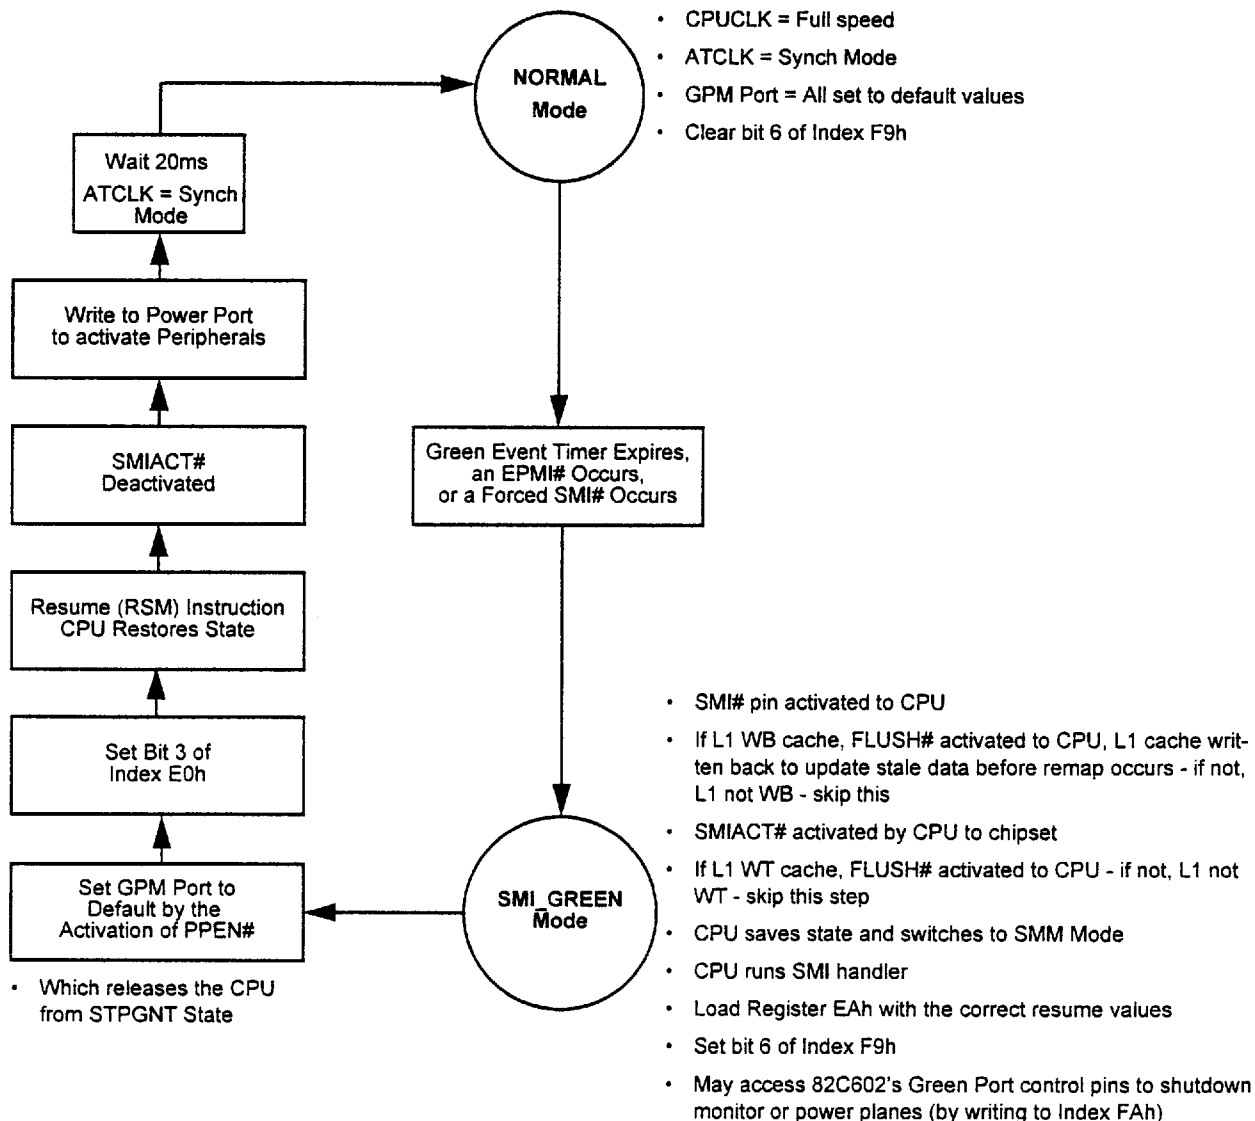 NORMAL
Mode
• CPUCLK = Full speed
• ATCLK = Synch Mode
• GPM Port = All set to default values
• Clear bit 6 of Index F9h
Wait 20ms
ATCLK = Synch
Mode
Write to Power Port
to activate Peripherals
SMIACT#
Deactivated
Resume (RSM) Instruction
CPU Restores State
Set Bit 3 of
Index E0h
Set GPM Port to
Default by the
Activation of PPEN#
• Which releases the CPU
from STPGNT State
Green Event Timer Expires,
an EPMI# Occurs,
or a Forced SMI# Occurs
SMI_GREEN
Mode
• SMI# pin activated to CPU
• If L1 WB cache, FLUSH# activated to CPU, L1 cache writ-
ten back to update stale data before remap occurs - if not,
L1 not WB - skip this
• SMIACT# activated by CPU to chipset
• If L1 WT cache, FLUSH# activated to CPU - if not, L1 not
WT - skip this step
• CPU saves state and switches to SMM Mode
• CPU runs SMI handler
• Load Register EAh with the correct resume values
• Set bit 6 of Index F9h
• May access 82C602's Green Port control pins to shutdown
monitor or power planes (by writing to Index FAh)